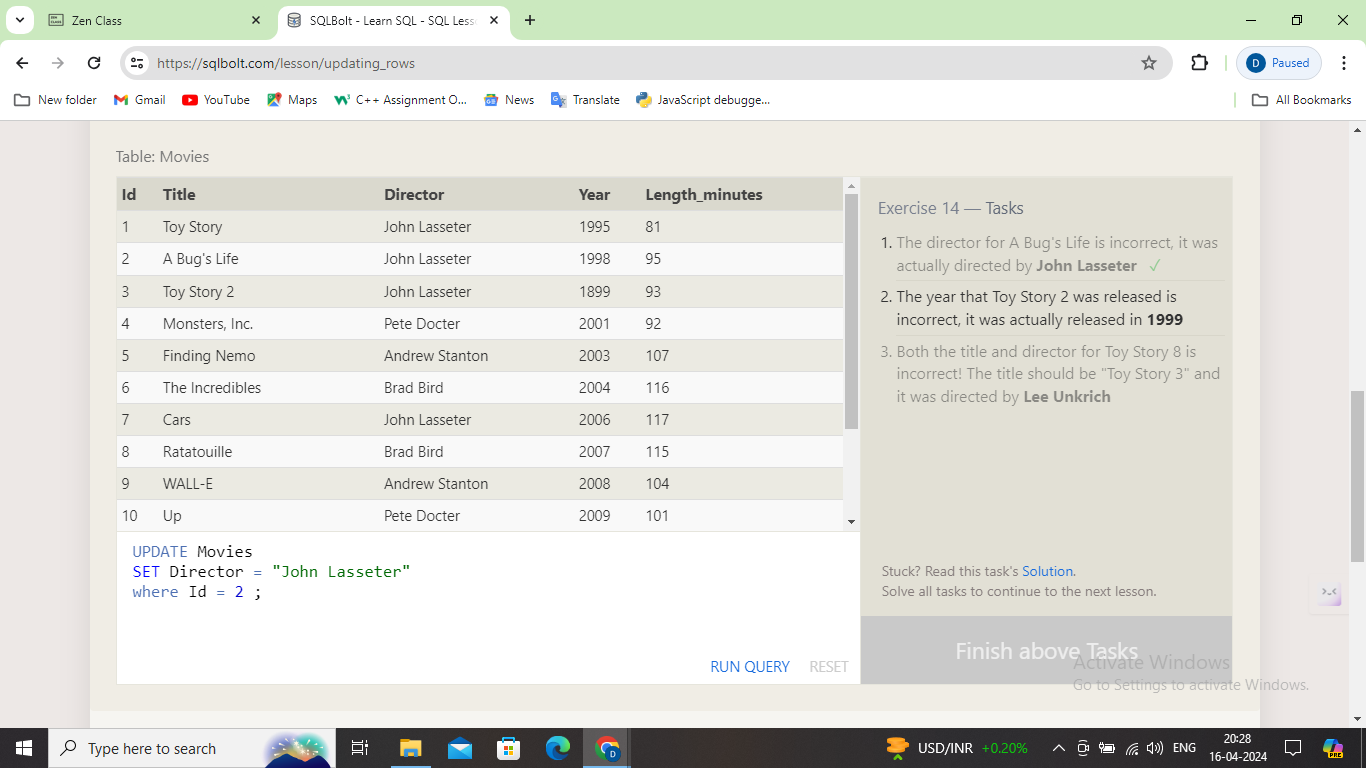 Zen Class
SQLBolt - Learn SQL - SQL Less
https://sqlbolt.com/lesson/updating_rows
D Paused
New folder Gmail YouTube Maps C++ Assignment O... News Translate JavaScript debugge... All Bookmarks
Table: Movies
Id Title Director Year Length_minutes
1 Toy Story John Lasseter 1995 81
2 A Bug's Life John Lasseter 1998 95
3 Toy Story 2 John Lasseter 1899 93
4 Monsters, Inc. Pete Docter 2001 92
5 Finding Nemo Andrew Stanton 2003 107
6 The Incredibles Brad Bird 2004 116
7 Cars John Lasseter 2006 117
8 Ratatouille Brad Bird 2007 115
9 WALL-E Andrew Stanton 2008 104
10 Up Pete Docter 2009 101
UPDATE Movies
SET Director = "John Lasseter"
where Id = 2 ;
RUN QUERY RESET
Exercise 14 — Tasks
1. The director for A Bug's Life is incorrect, it was
actually directed by John Lasseter ✓
2. The year that Toy Story 2 was released is
incorrect, it was actually released in 1999
3. Both the title and director for Toy Story 8 is
incorrect! The title should be "Toy Story 3" and
it was directed by Lee Unkrich
Stuck? Read this task's Solution.
Solve all tasks to continue to the next lesson.
Finish above Tasks
Activate Windows
Go to Settings to activate Windows.
Type here to search
USD/INR +0.20%
ENG
20:28
16-04-2024
D
PRE